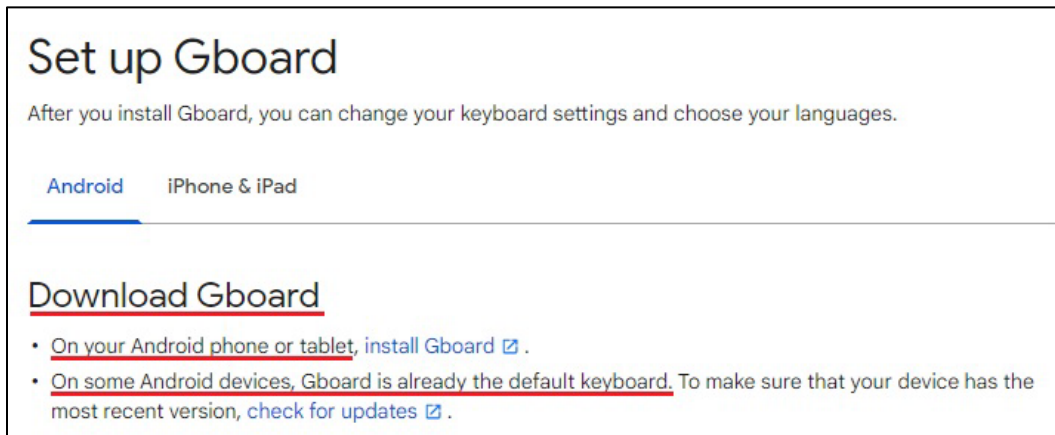 Set up Gboard
After you install Gboard, you can change your keyboard settings and choose your languages.
Android iPhone & iPad
Download Gboard
• On your Android phone or tablet, install Gboard .
• On some Android devices, Gboard is already the default keyboard. To make sure that your device has the
most recent version, check for updates .